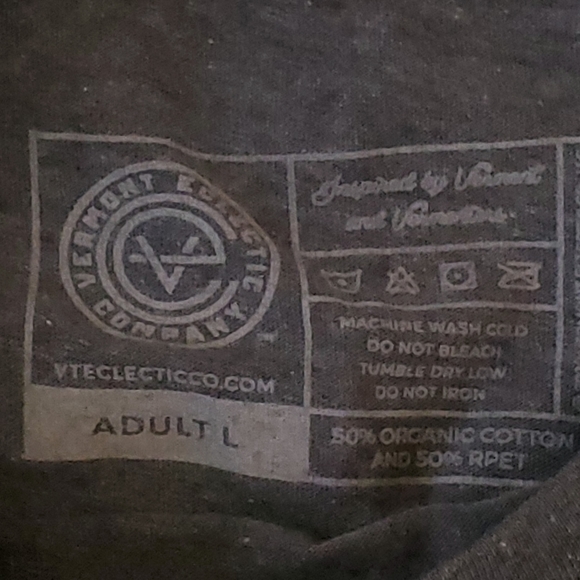 VERMONT ECLECTIC
COMPANY
VTECLECTICCO.COM
ADULT L
Inspired by Vermont
and Vermonters
MACHINE WASH COLD
DO NOT BLEACH
TUMBLE DRY LOW
DO NOT IRON
50% ORGANIC COTTON
AND 50% RPET